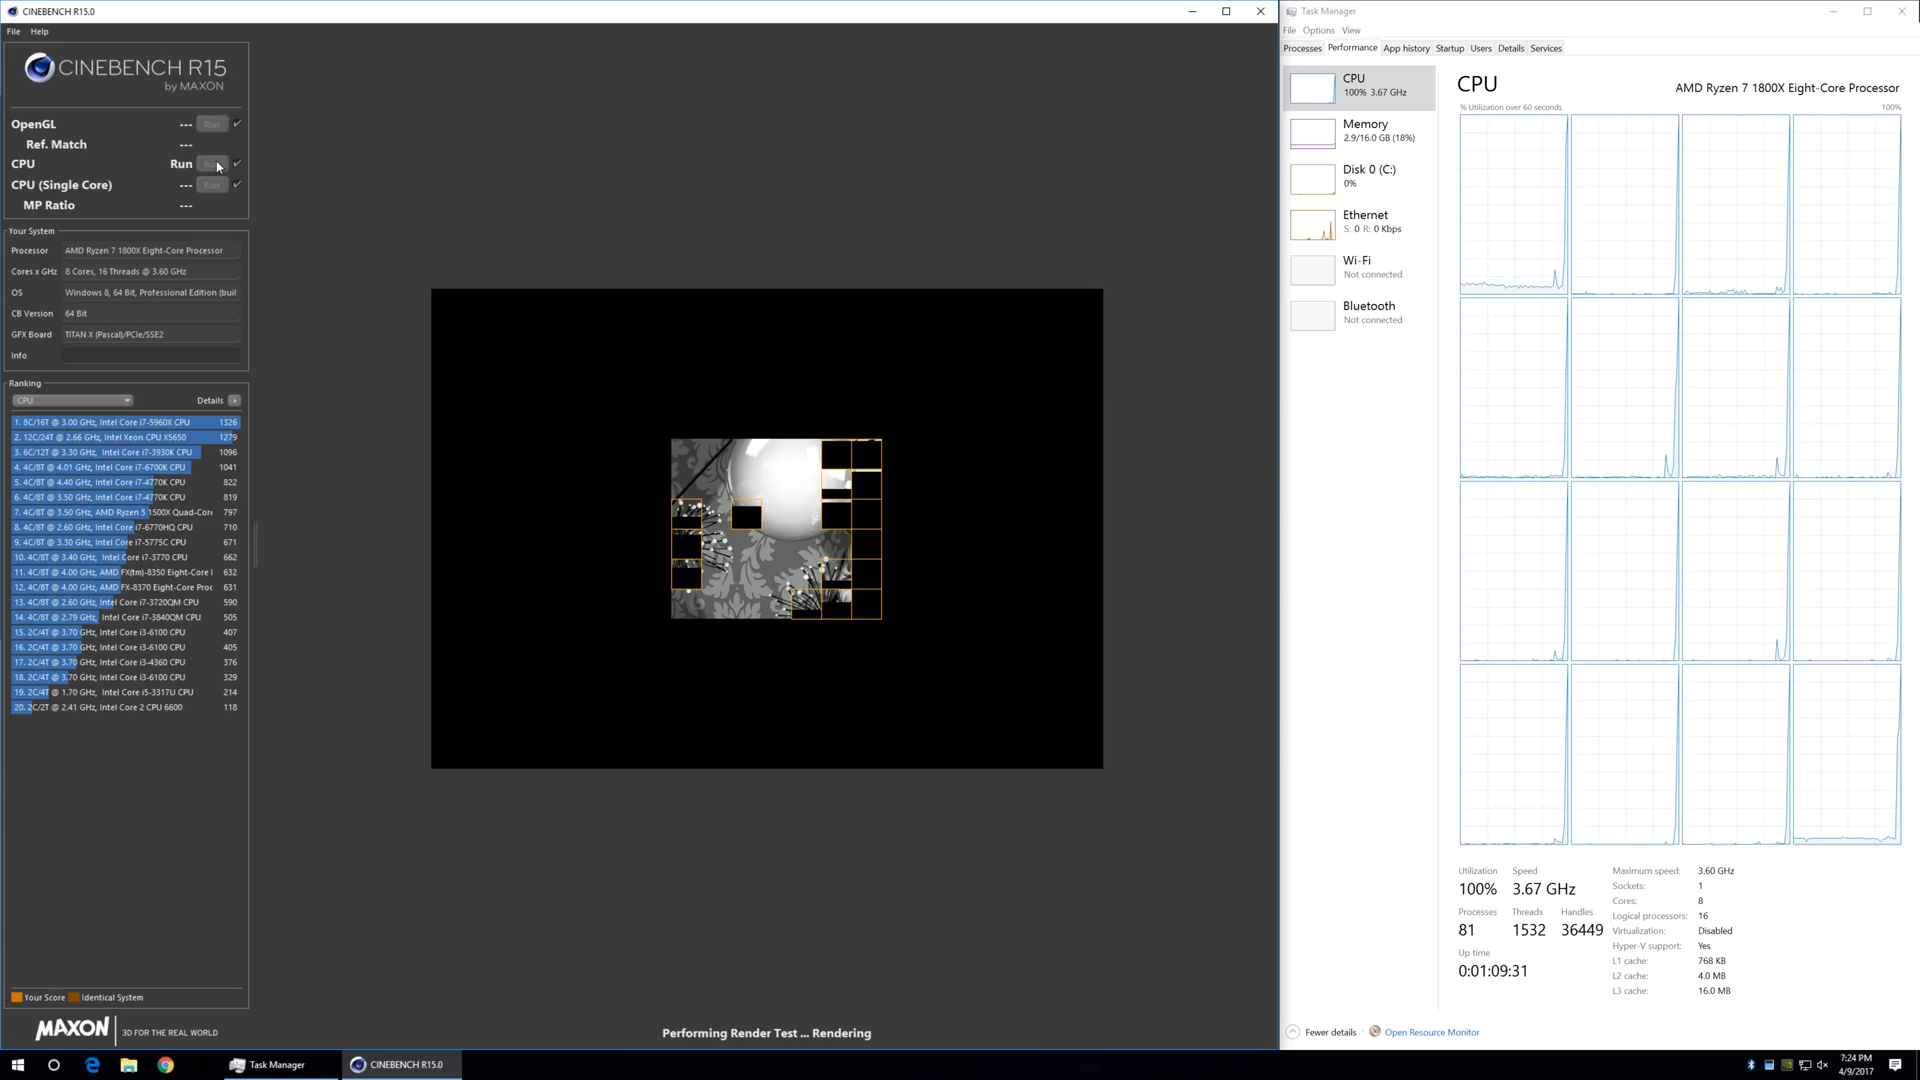 CINEBENCH R15.0
File Help
CINEBENCH R15
by MAXON
OpenGL --- Run
Ref. Match ---
CPU Run
CPU (Single Core) --- Run
MP Ratio ---
Your System
Processor AMD Ryzen 7 1800X Eight-Core Processor
Cores x GHz 8 Cores, 16 Threads @ 3.60 GHz
OS Windows 8, 64 Bit, Professional Edition (buil
CB Version 64 Bit
GFX Board TITAN X (Pascal)/PCIe/SSE2
Info
Ranking
CPU Details
1. 8C/16T @ 3.00 GHz, Intel Core i7-5960X CPU 1326
2. 12C/24T @ 2.66 GHz, Intel Xeon CPU X5650 1279
3. 6C/12T @ 3.30 GHz, Intel Core i7-3930K CPU 1096
4. 4C/8T @ 4.01 GHz, Intel Core i7-6700K CPU 1041
5. 4C/8T @ 4.40 GHz, Intel Core i7-4770K CPU 822
6. 4C/8T @ 3.50 GHz, Intel Core i7-4770K CPU 819
7. 4C/8T @ 3.50 GHz, AMD Ryzen 5 1500X Quad-Core 797
8. 4C/8T @ 2.60 GHz, Intel Core i7-6770HQ CPU 710
9. 4C/8T @ 3.30 GHz, Intel Core i7-5775C CPU 671
10. 4C/8T @ 3.40 GHz, Intel Core i7-3770 CPU 662
11. 4C/8T @ 4.00 GHz, AMD FX(tm)-8350 Eight-Core 632
12. 4C/8T @ 4.00 GHz, AMD FX-8370 Eight-Core Proc 631
13. 4C/8T @ 2.60 GHz, Intel Core i7-3720QM CPU 590
14. 4C/8T @ 2.79 GHz, Intel Core i7-3840QM CPU 505
15. 2C/4T @ 3.70 GHz, Intel Core i3-6100 CPU 407
16. 2C/4T @ 3.70 GHz, Intel Core i3-6100 CPU 405
17. 2C/4T @ 3.70 GHz, Intel Core i3-4360 CPU 376
18. 2C/4T @ 3.70 GHz, Intel Core i3-6100 CPU 329
19. 2C/4T @ 1.70 GHz, Intel Core i5-3317U CPU 214
20. 2C/2T @ 2.41 GHz, Intel Core 2 CPU 6600 118
Your Score Identical System
MAXON 3D FOR THE REAL WORLD
Performing Render Test ... Rendering
Task Manager
File Options View
Processes Performance App history Startup Users Details Services
CPU
100% 3.67 GHz
Memory
2.9/16.0 GB (18%)
Disk 0 (C:)
0%
Ethernet
S: 0 R: 0 Kbps
Wi-Fi
Not connected
Bluetooth
Not connected
CPU AMD Ryzen 7 1800X Eight-Core Processor
% Utilization over 60 seconds 100%
Utilization Speed
100% 3.67 GHz
Processes Threads Handles
81 1532 36449
Up time
0:01:09:31
Maximum speed: 3.60 GHz
Sockets: 1
Cores: 8
Logical processors: 16
Virtualization: Disabled
Hyper-V support: Yes
L1 cache: 768 KB
L2 cache: 4.0 MB
L3 cache: 16.0 MB
Fewer details Open Resource Monitor
Task Manager CINEBENCH R15.0
7:24 PM
4/9/2017